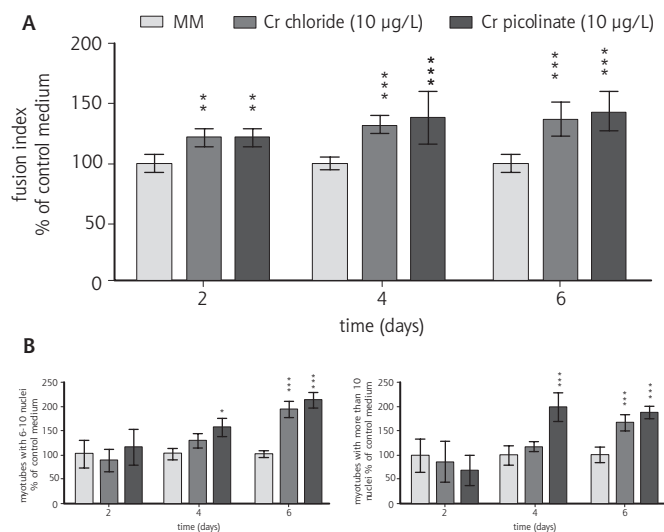 A
MM Cr chloride (10 µg/L) Cr picolinate (10 µg/L)
fusion index
% of control medium
200
150
100
50
0
** ** *** *** *** ***
2 4 6
time (days)
B
myotubes with 6-10 nuclei
% of control medium
250
200
150
100
50
0
* *** ***
2 4 6
time (days)
myotubes with more than 10
nuclei % of control medium
250
200
150
100
50
0
*** *** ***
2 4 6
time (days)